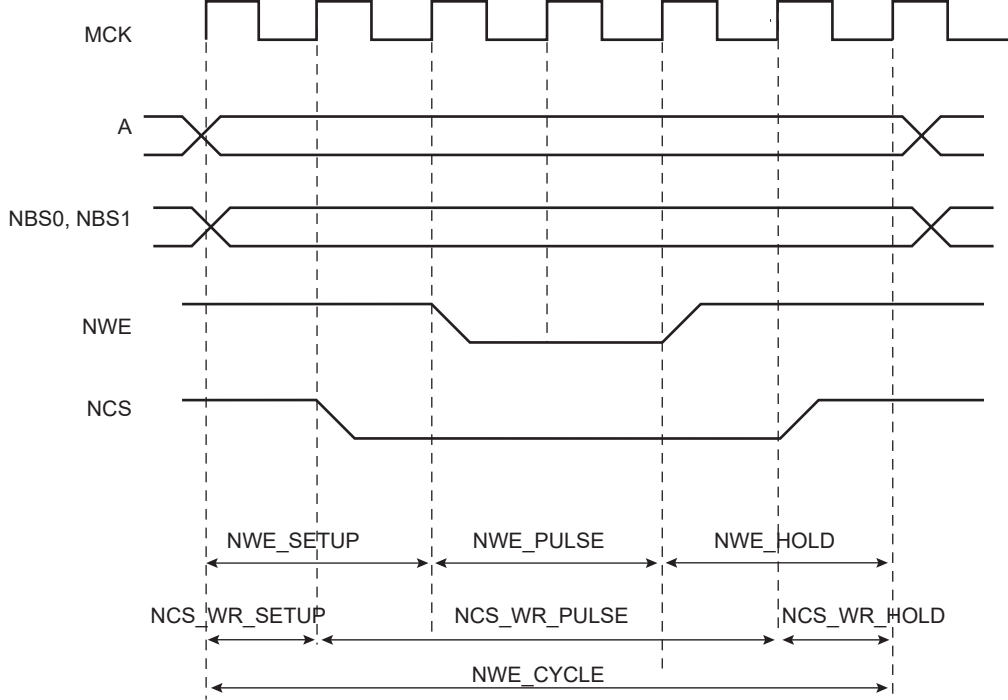 MCK
A
NBS0, NBS1
NWE
NCS
NWE_SETUP NWE_PULSE NWE_HOLD
NCS_WR_SETUP NCS_WR_PULSE NCS_WR_HOLD
NWE_CYCLE